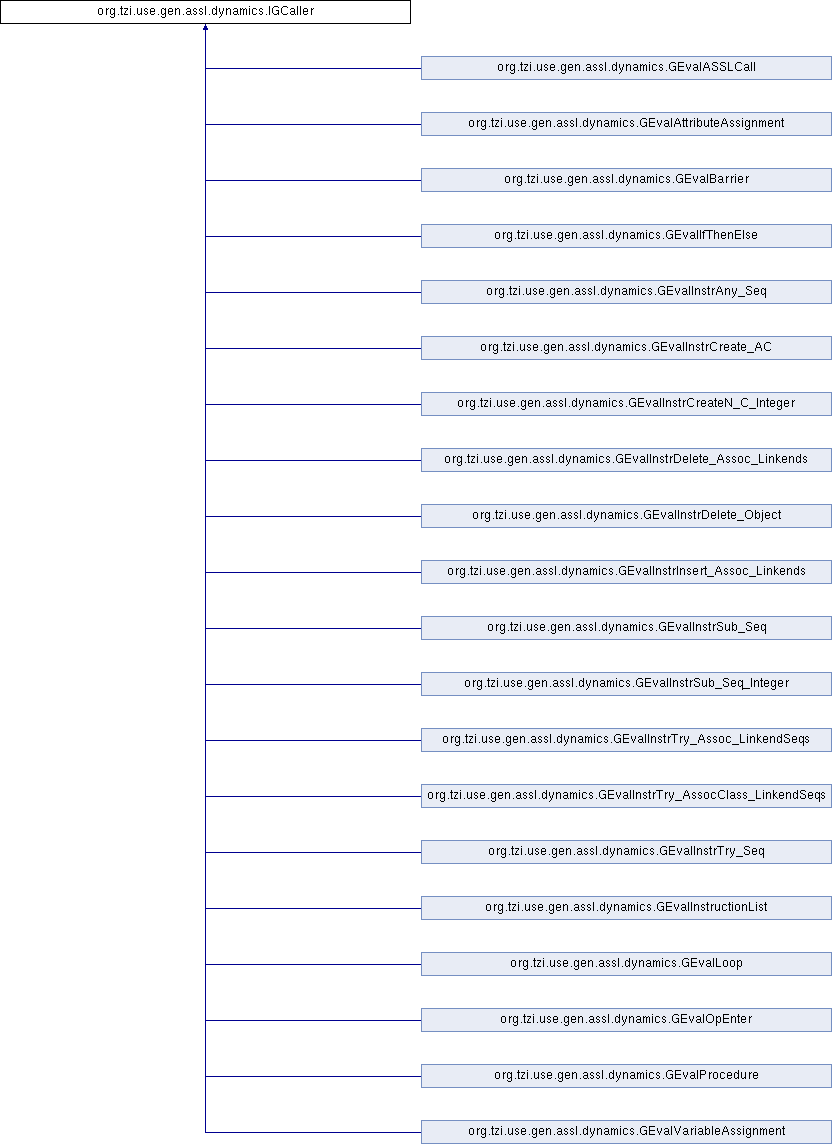 org.tzi.use.gen.assl.dynamics.IGCaller
org.tzi.use.gen.assl.dynamics.GEvalASSLCall
org.tzi.use.gen.assl.dynamics.GEvalAttributeAssignment
org.tzi.use.gen.assl.dynamics.GEvalBarrier
org.tzi.use.gen.assl.dynamics.GEvalIfThenElse
org.tzi.use.gen.assl.dynamics.GEvalInstrAny_Seq
org.tzi.use.gen.assl.dynamics.GEvalInstrCreate_AC
org.tzi.use.gen.assl.dynamics.GEvalInstrCreateN_C_Integer
org.tzi.use.gen.assl.dynamics.GEvalInstrDelete_Assoc_Linkends
org.tzi.use.gen.assl.dynamics.GEvalInstrDelete_Object
org.tzi.use.gen.assl.dynamics.GEvalInstrInsert_Assoc_Linkends
org.tzi.use.gen.assl.dynamics.GEvalInstrSub_Seq
org.tzi.use.gen.assl.dynamics.GEvalInstrSub_Seq_Integer
org.tzi.use.gen.assl.dynamics.GEvalInstrTry_Assoc_LinkendSeqs
org.tzi.use.gen.assl.dynamics.GEvalInstrTry_AssocClass_LinkendSeqs
org.tzi.use.gen.assl.dynamics.GEvalInstrTry_Seq
org.tzi.use.gen.assl.dynamics.GEvalInstructionList
org.tzi.use.gen.assl.dynamics.GEvalLoop
org.tzi.use.gen.assl.dynamics.GEvalOpEnter
org.tzi.use.gen.assl.dynamics.GEvalProcedure
org.tzi.use.gen.assl.dynamics.GEvalVariableAssignment